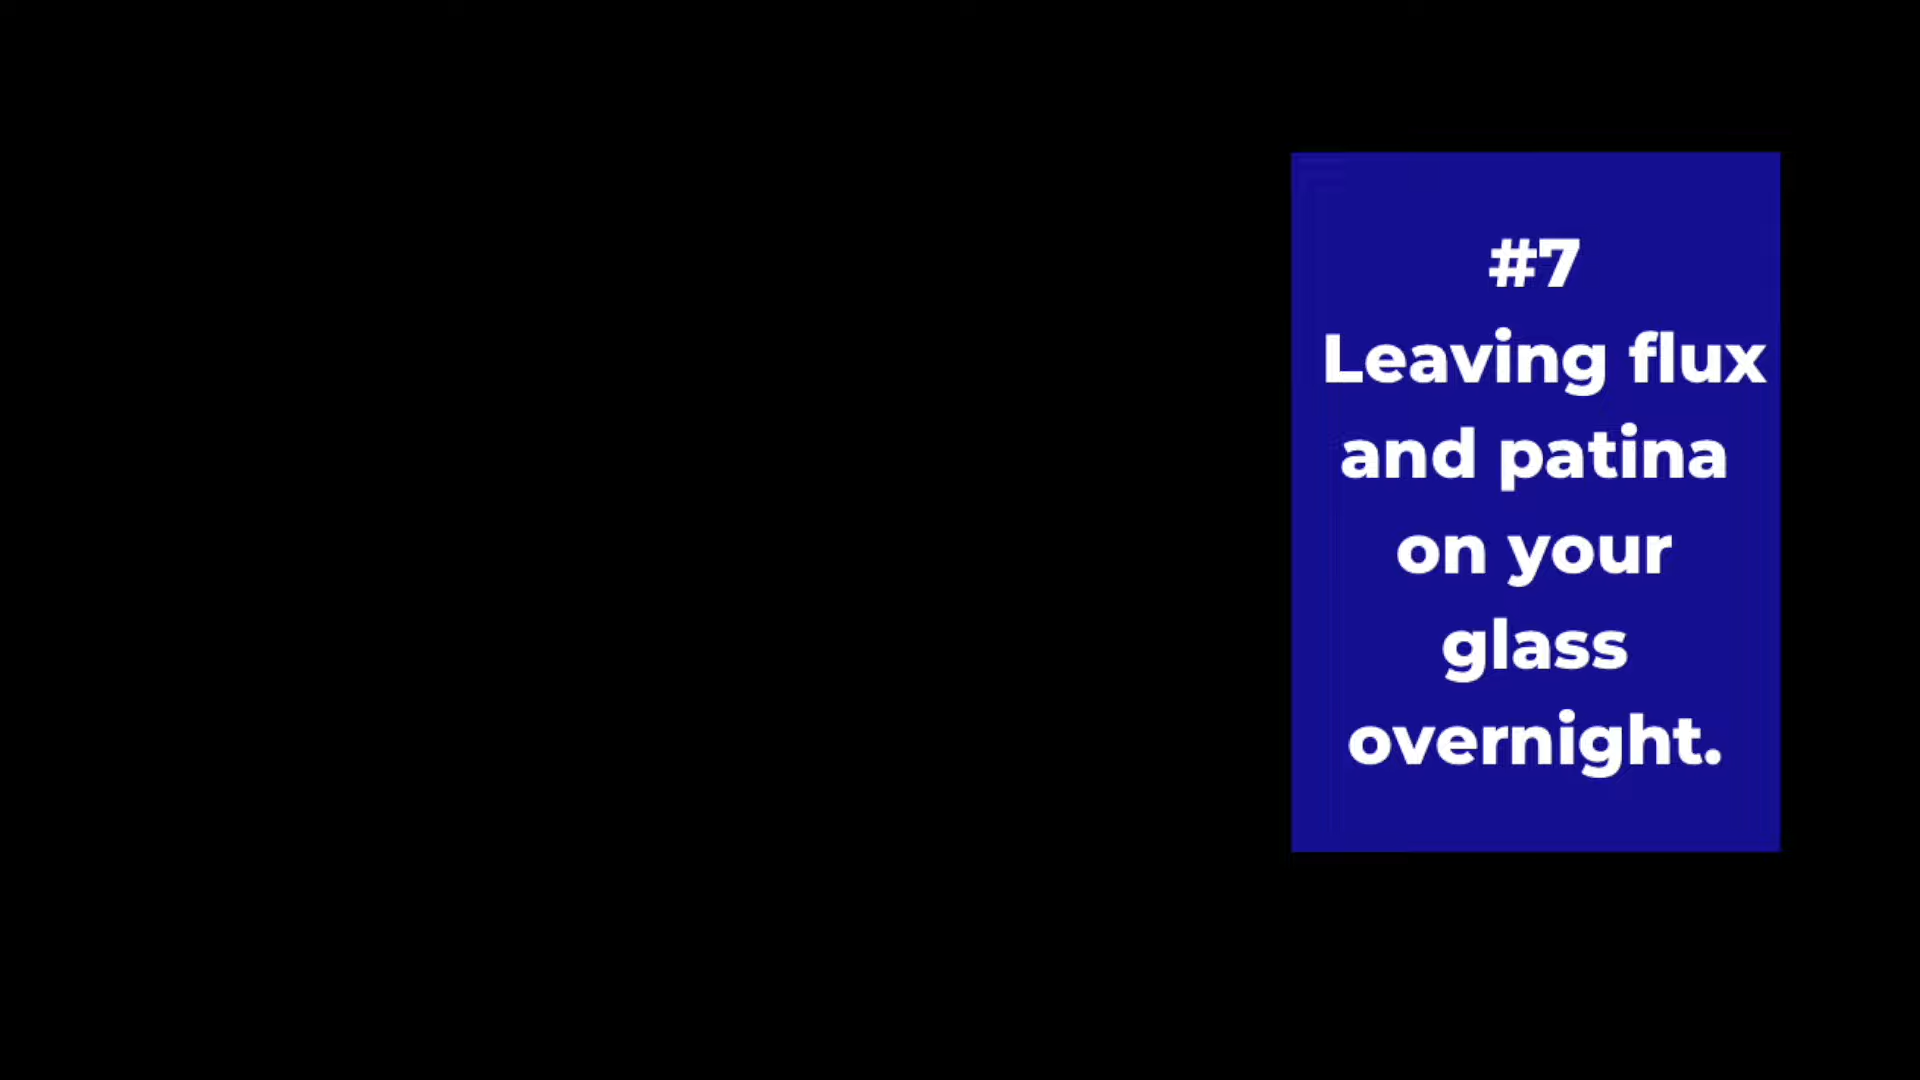 #7
Leaving flux
and patina
on your
glass
overnight.